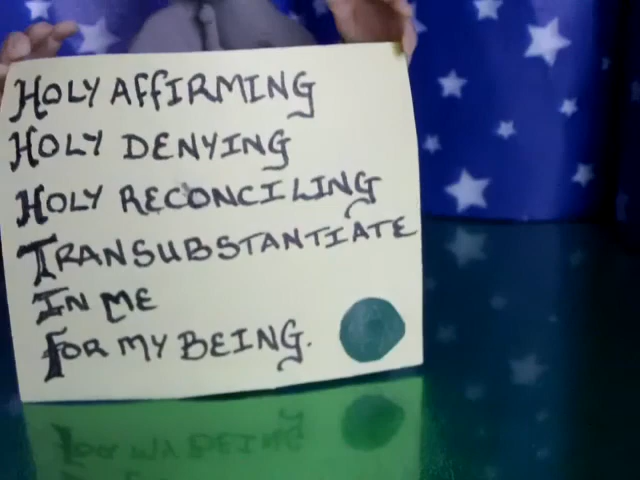 HOLY AFFIRMING
HOLY DENYING
HOLY RECONCILING
TRANSUBSTANTIATE
IN ME
FOR MY BEING.